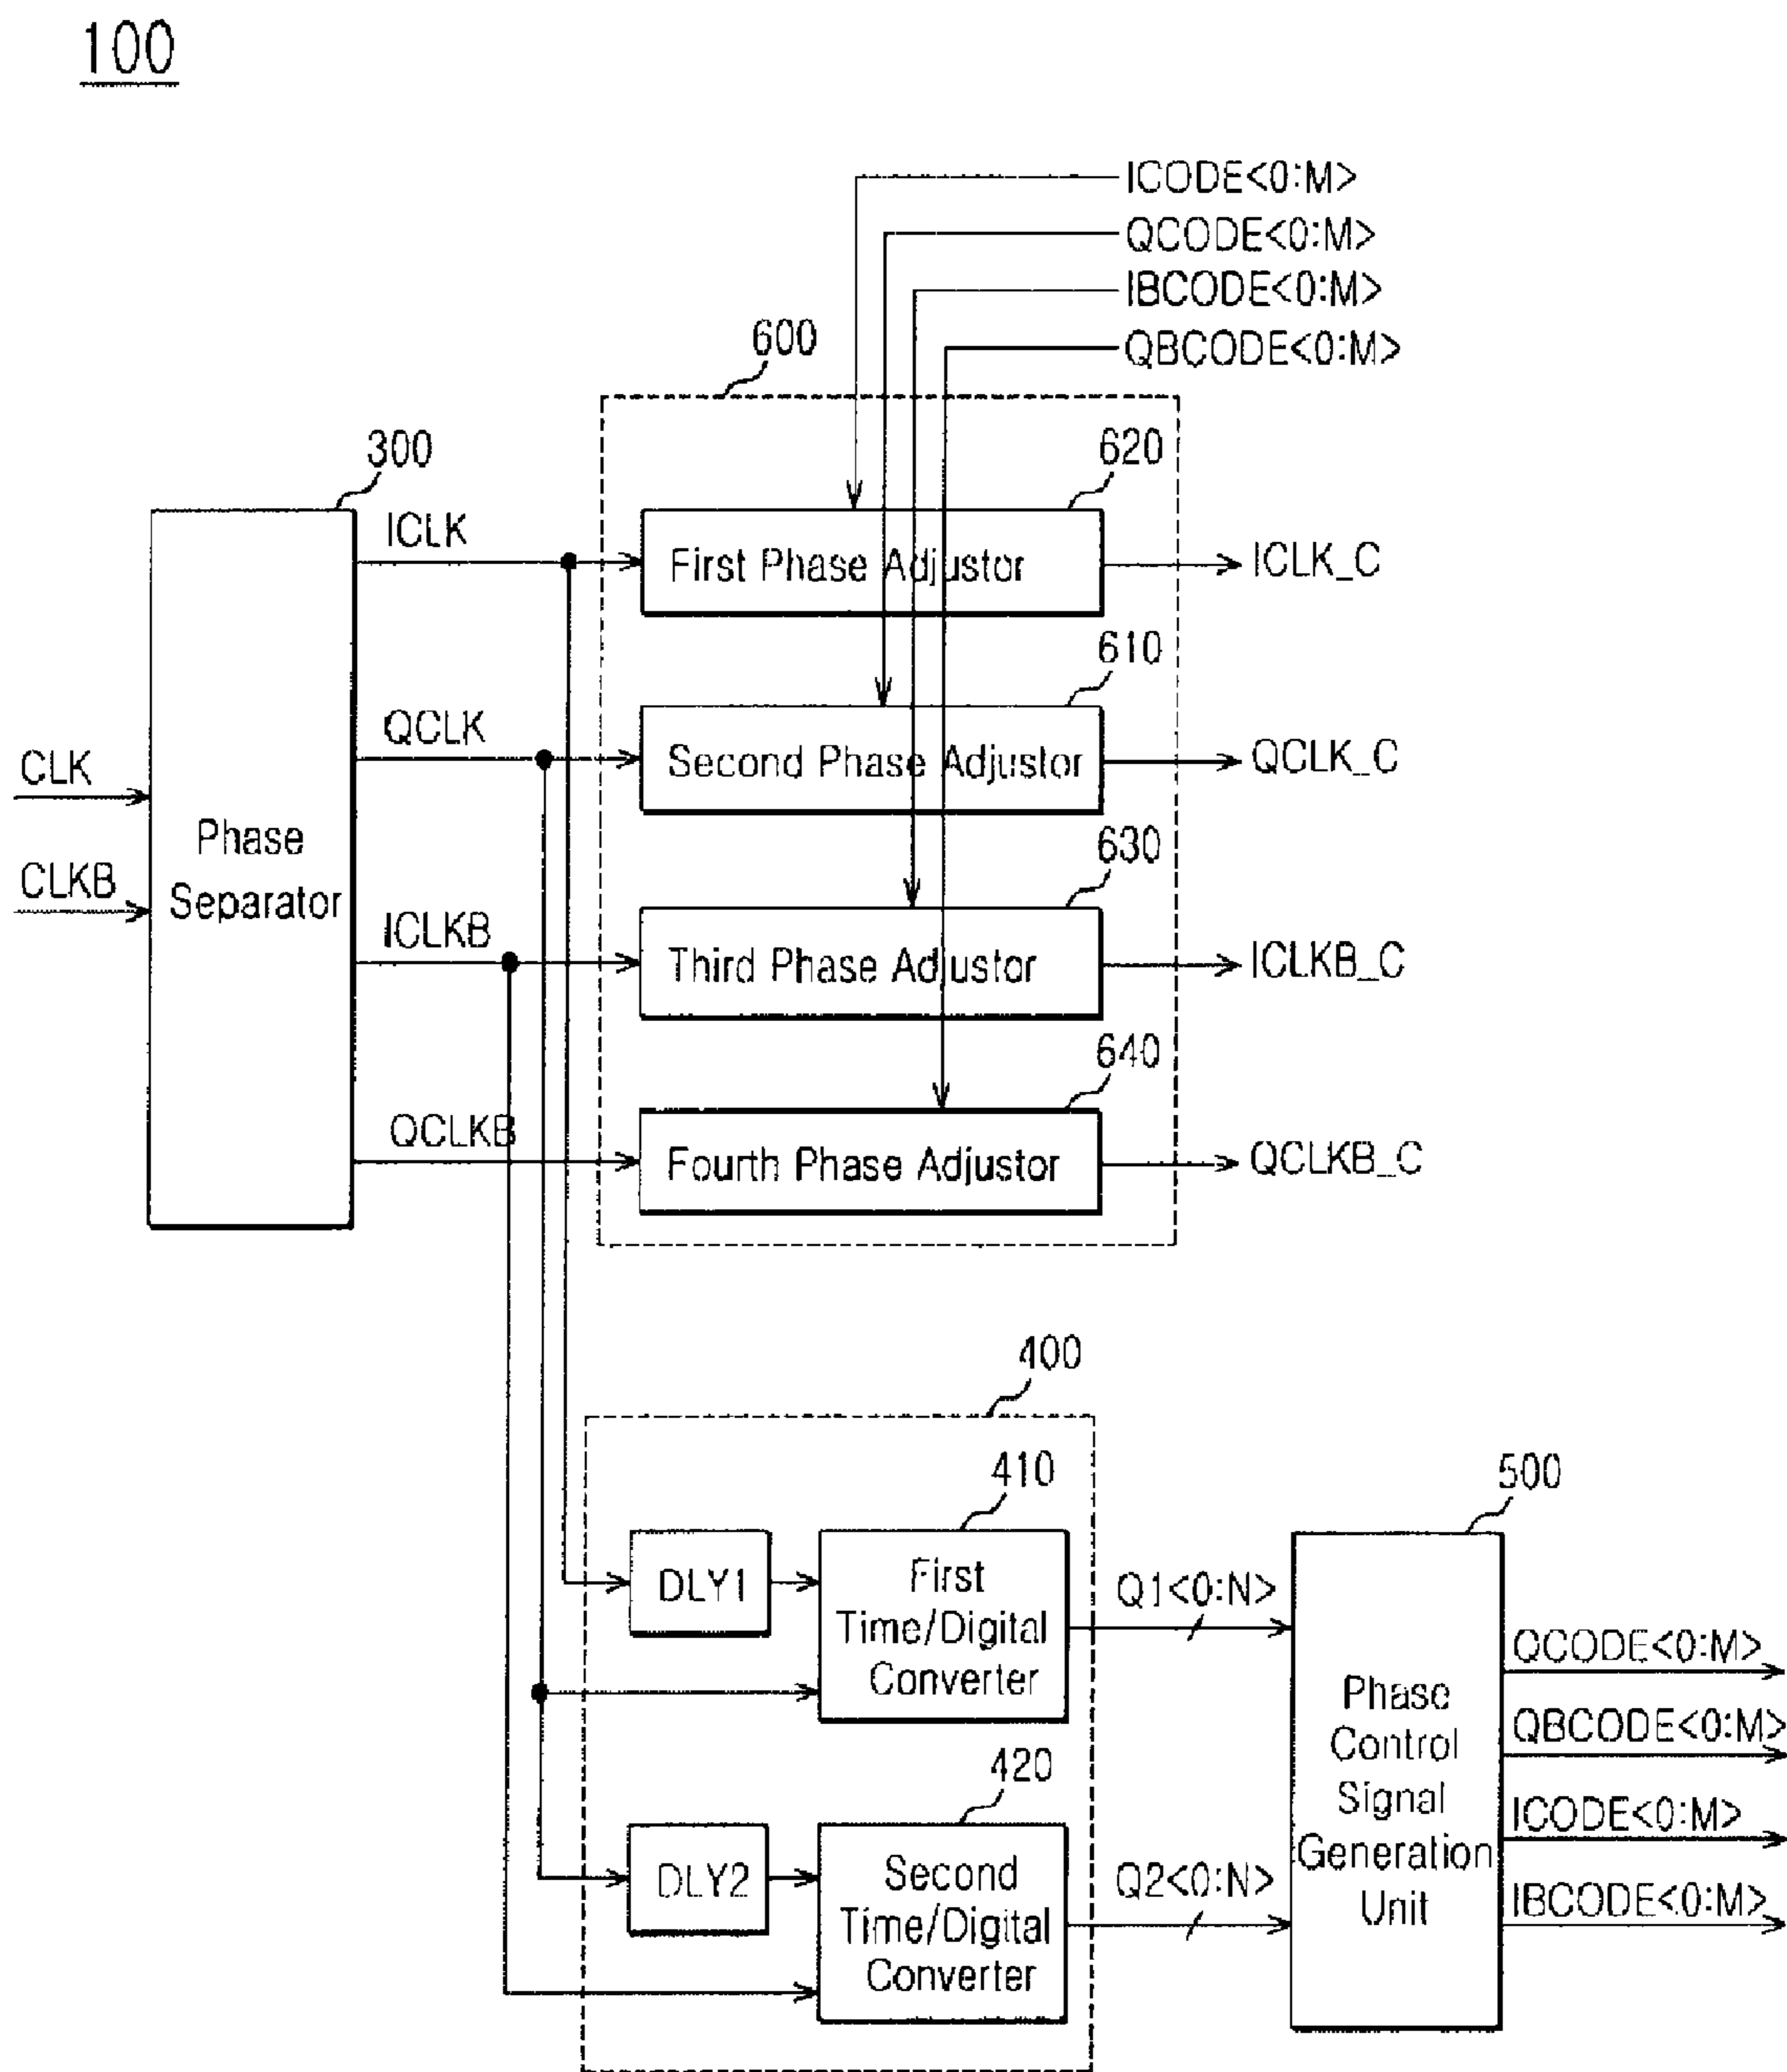 100
ICODE<0:M>
QCODE<0:M>
IBCODE<0:M>
QBCODE<0:M>
600
300
620
ICLK
First Phase Adjustor
ICLK_C
610
QCLK
Second Phase Adjustor
QCLK_C
CLK
CLKB
Phase
Separator
630
ICLKB
Third Phase Adjustor
ICLKB_C
640
QCLKB
Fourth Phase Adjustor
QCLKB_C
400
410
500
DLY1
First
Time/Digital
Converter
Q1<0:N>
420
DLY2
Second
Time/Digital
Converter
Q2<0:N>
Phase
Control
Signal
Generation
Unit
QCODE<0:M>
QBCODE<0:M>
ICODE<0:M>
IBCODE<0:M>